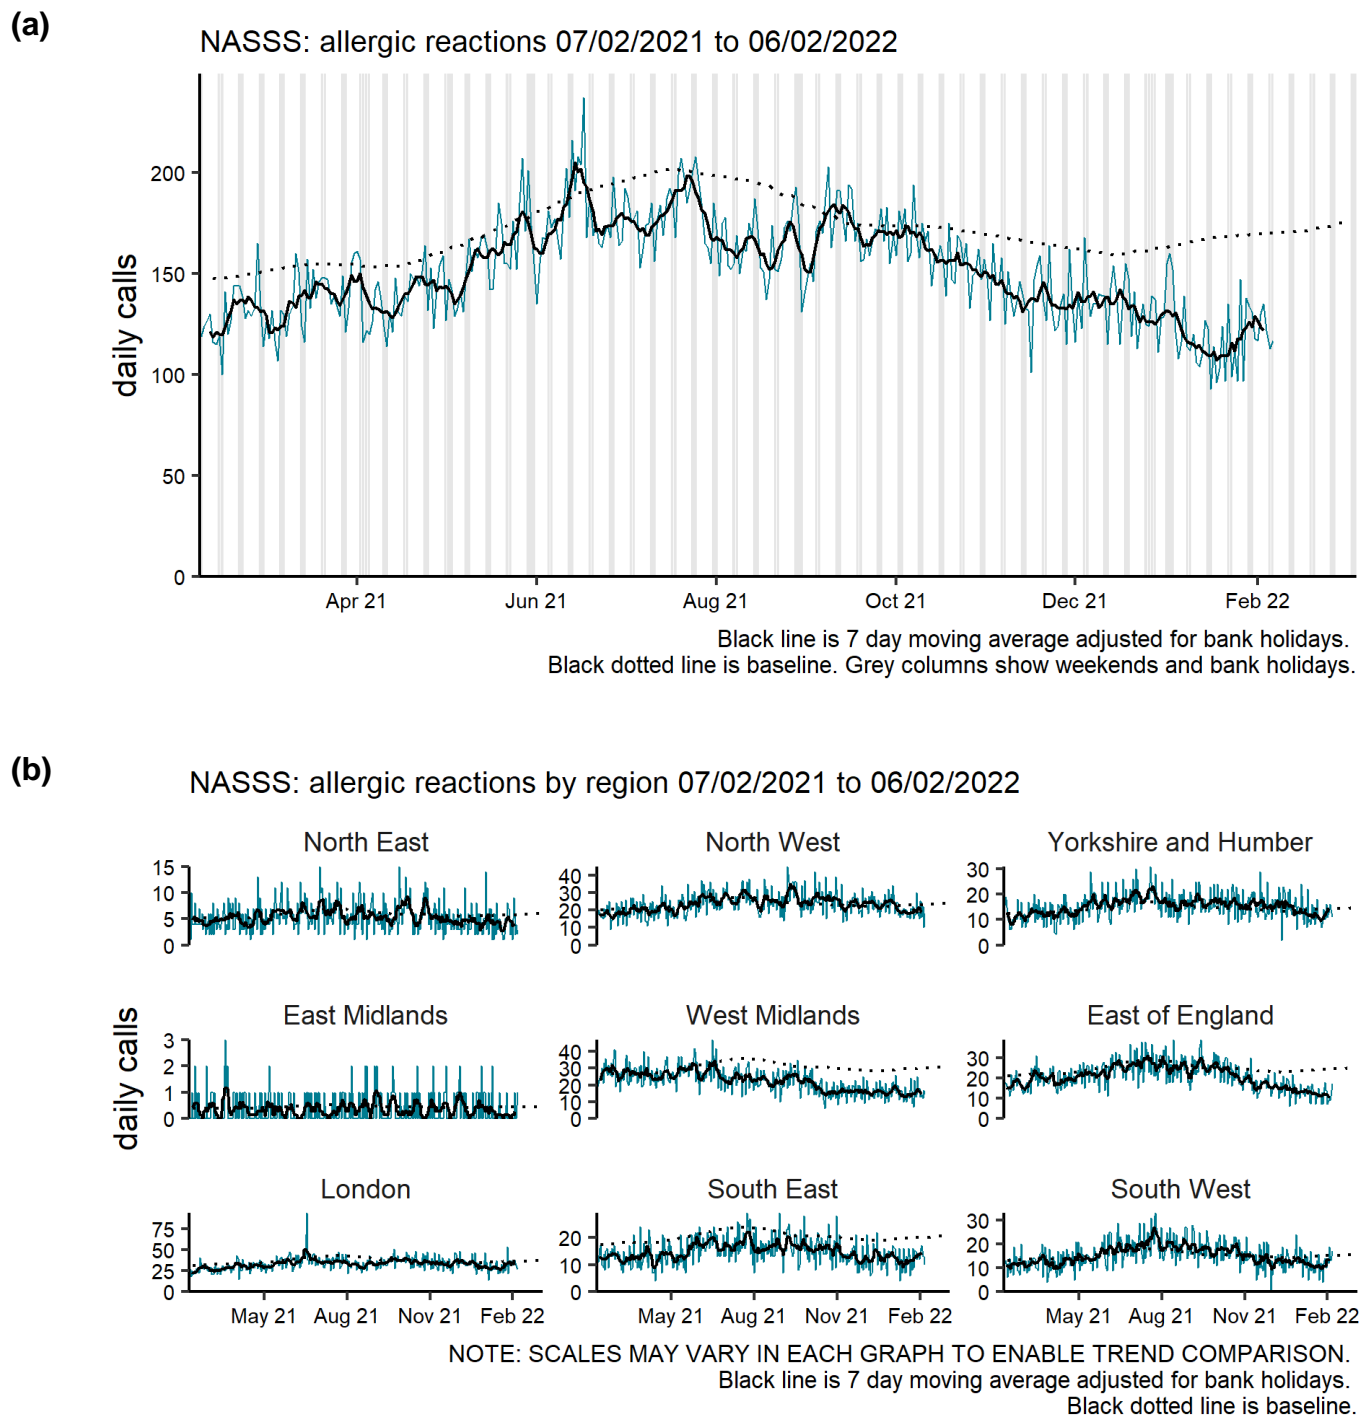 (a)
NASSS: allergic reactions 07/02/2021 to 06/02/2022
daily calls
200
150
100
50
0
Apr 21 Jun 21 Aug 21 Oct 21 Dec 21 Feb 22
Black line is 7 day moving average adjusted for bank holidays.
Black dotted line is baseline. Grey columns show weekends and bank holidays.
(b)
NASSS: allergic reactions by region 07/02/2021 to 06/02/2022
daily calls
North East
15
10
5
0
North West
40
30
20
10
0
Yorkshire and Humber
30
20
10
0
East Midlands
3
2
1
0
West Midlands
40
30
20
10
0
East of England
30
20
10
0
London
75
50
25
0
May 21 Aug 21 Nov 21 Feb 22
South East
20
10
0
May 21 Aug 21 Nov 21 Feb 22
South West
30
20
10
0
May 21 Aug 21 Nov 21 Feb 22
NOTE: SCALES MAY VARY IN EACH GRAPH TO ENABLE TREND COMPARISON.
Black line is 7 day moving average adjusted for bank holidays.
Black dotted line is baseline.